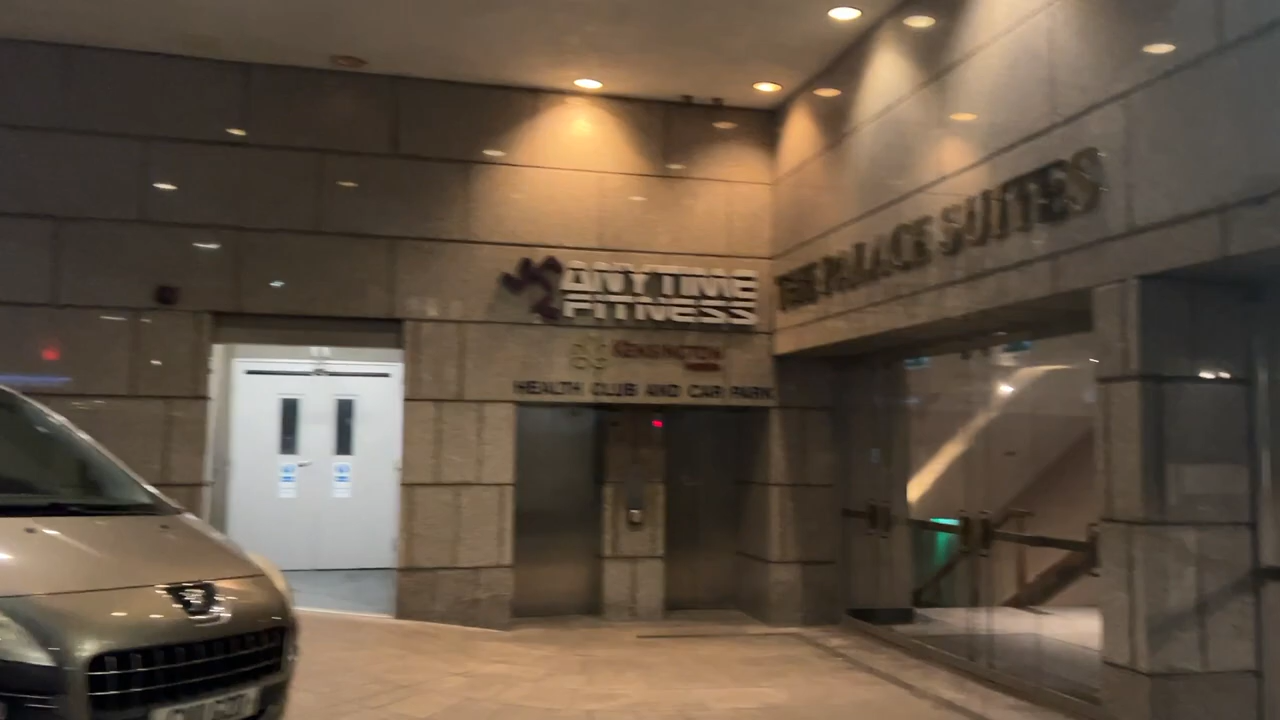 ANYTIME
FITNESS
KENSINGTON
HEALTH CLUB AND CAR PARK
THE PALACE SUITES